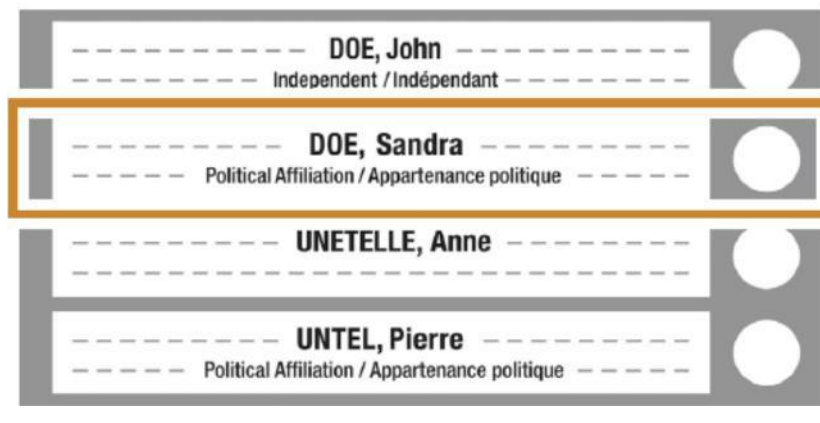 DOE, John
Independent / Indépendant
DOE, Sandra
Political Affiliation / Appartenance politique
UNETELLE, Anne
UNTEL, Pierre
Political Affiliation / Appartenance politique